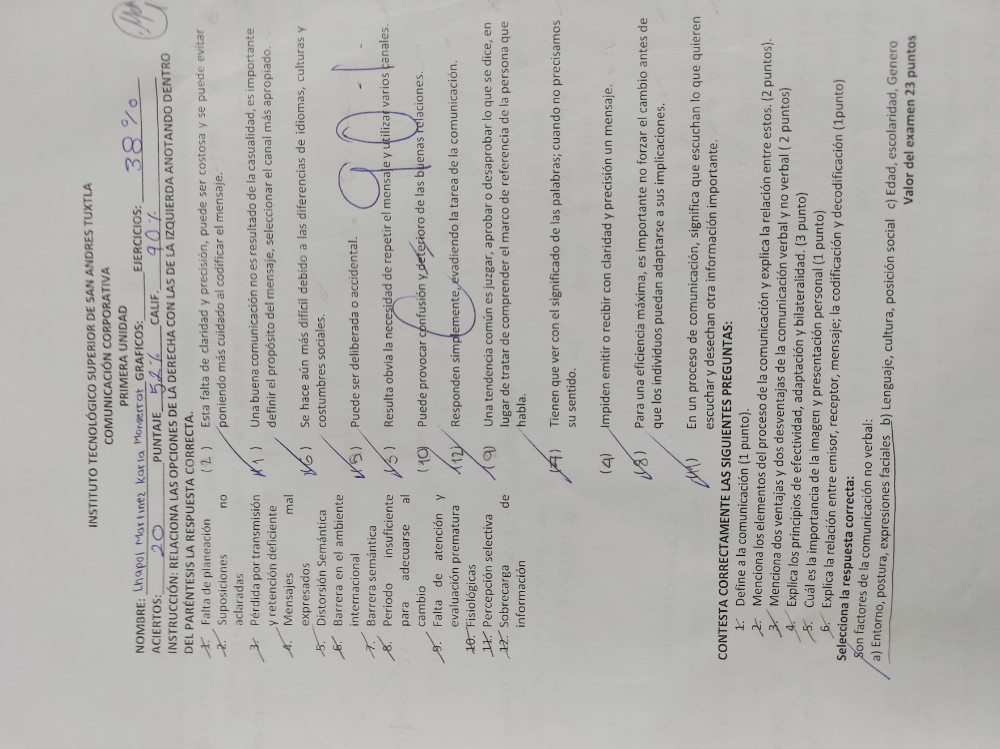 INSTITUTO TECNOLÓGICO SUPERIOR DE SAN ANDRES TUXTLA
COMUNICACIÓN CORPORATIVA
PRIMERA UNIDAD
NOMBRE: Chapol Martinez Karla Monserrat GRAFICOS: EJERCICIOS: 38%
ACIERTOS: 20 PUNTAJE 52% CALIF. 90%
INSTRUCCIÓN: RELACIONA LAS OPCIONES DE LA DERECHA CON LAS DE LA IZQUIERDA ANOTANDO DENTRO
DEL PARÉNTESIS LA RESPUESTA CORRECTA.
1. Falta de planeación
2. Suposiciones no
aclaradas
3. Pérdida por transmisión
y retención deficiente
4. Mensajes mal
expresados
5. Distorsión Semántica
6. Barrera en el ambiente
internacional
7. Barrera semántica
8. Periodo insuficiente
para adecuarse al
cambio
9. Falta de atención y
evaluación prematura
10. Fisiológicas
11. Percepción selectiva
12. Sobrecarga de
información
(2) Esta falta de claridad y precisión, puede ser costosa y se puede evitar
poniendo más cuidado al codificar el mensaje.
(1) Una buena comunicación no es resultado de la casualidad, es importante
definir el propósito del mensaje, seleccionar el canal más apropiado.
(6) Se hace aún más difícil debido a las diferencias de idiomas, culturas y
costumbres sociales.
(5) Puede ser deliberada o accidental.
(3) Resulta obvia la necesidad de repetir el mensaje y utilizar varios canales.
(10) Puede provocar confusión y deterioro de las buenas relaciones.
(12) Responden simplemente, evadiendo la tarea de la comunicación.
(9) Una tendencia común es juzgar, aprobar o desaprobar lo que se dice, en
lugar de tratar de comprender el marco de referencia de la persona que
habla.
(7) Tienen que ver con el significado de las palabras; cuando no precisamos
su sentido.
(4) Impiden emitir o recibir con claridad y precisión un mensaje.
(8) Para una eficiencia máxima, es importante no forzar el cambio antes de
que los individuos puedan adaptarse a sus implicaciones.
(11) En un proceso de comunicación, significa que escuchan lo que quieren
escuchar y desechan otra información importante.
CONTESTA CORRECTAMENTE LAS SIGUIENTES PREGUNTAS:
1. Define a la comunicación (1 punto).
2. Menciona los elementos del proceso de la comunicación y explica la relación entre estos. (2 puntos).
3. Menciona dos ventajas y dos desventajas de la comunicación verbal y no verbal ( 2 puntos)
4. Explica los principios de efectividad, adaptación y bilateralidad. (3 punto)
5. Cuál es la importancia de la imagen y presentación personal (1 punto)
6. Explica la relación entre emisor, receptor, mensaje; la codificación y decodificación (1punto)
Selecciona la respuesta correcta:
Son factores de la comunicación no verbal:
a) Entorno, postura, expresiones faciales b) Lenguaje, cultura, posición social c) Edad, escolaridad, Genero
Valor del examen 23 puntos